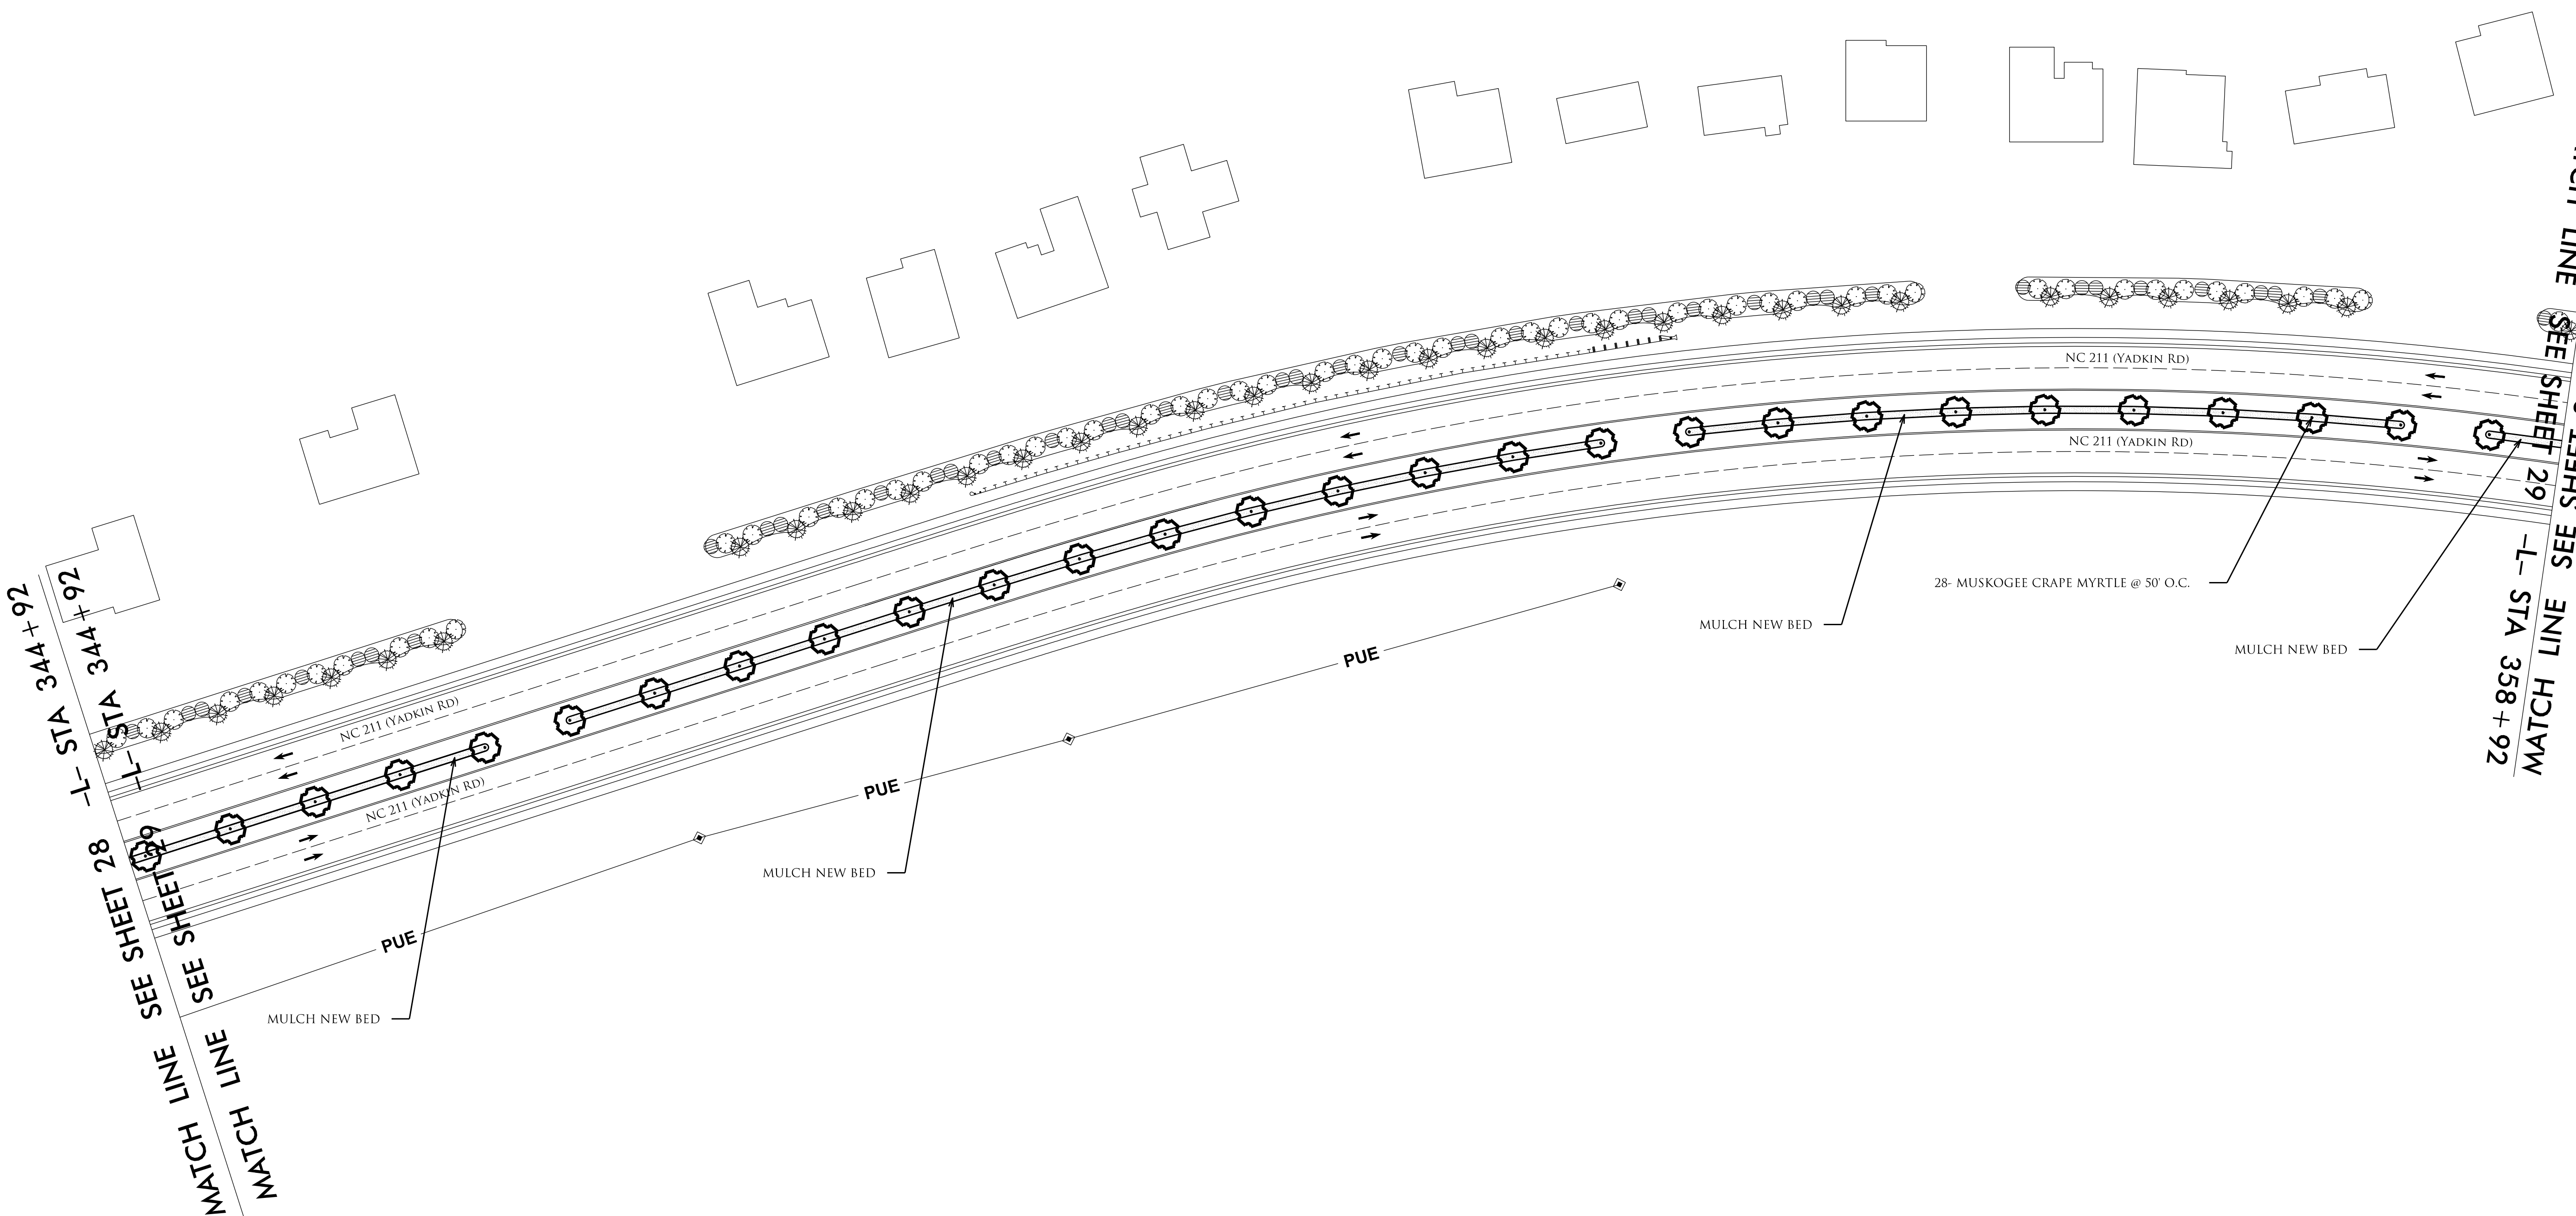 MATCH LINE SEE SHEET 28 -L- STA 344+92
MATCH LINE SEE SHEET 29 -L- STA 344+92
NC 211 (YADKIN RD)
NC 211 (YADKIN RD)
PUE
MULCH NEW BED
PUE
MULCH NEW BED
PUE
NC 211 (YADKIN RD)
NC 211 (YADKIN RD)
MULCH NEW BED
28- MUSKOGEE CRAPE MYRTLE @ 50' O.C.
MULCH NEW BED
LINE SEE SHEET 29 -L- STA 358+92
MATCH LINE SEE